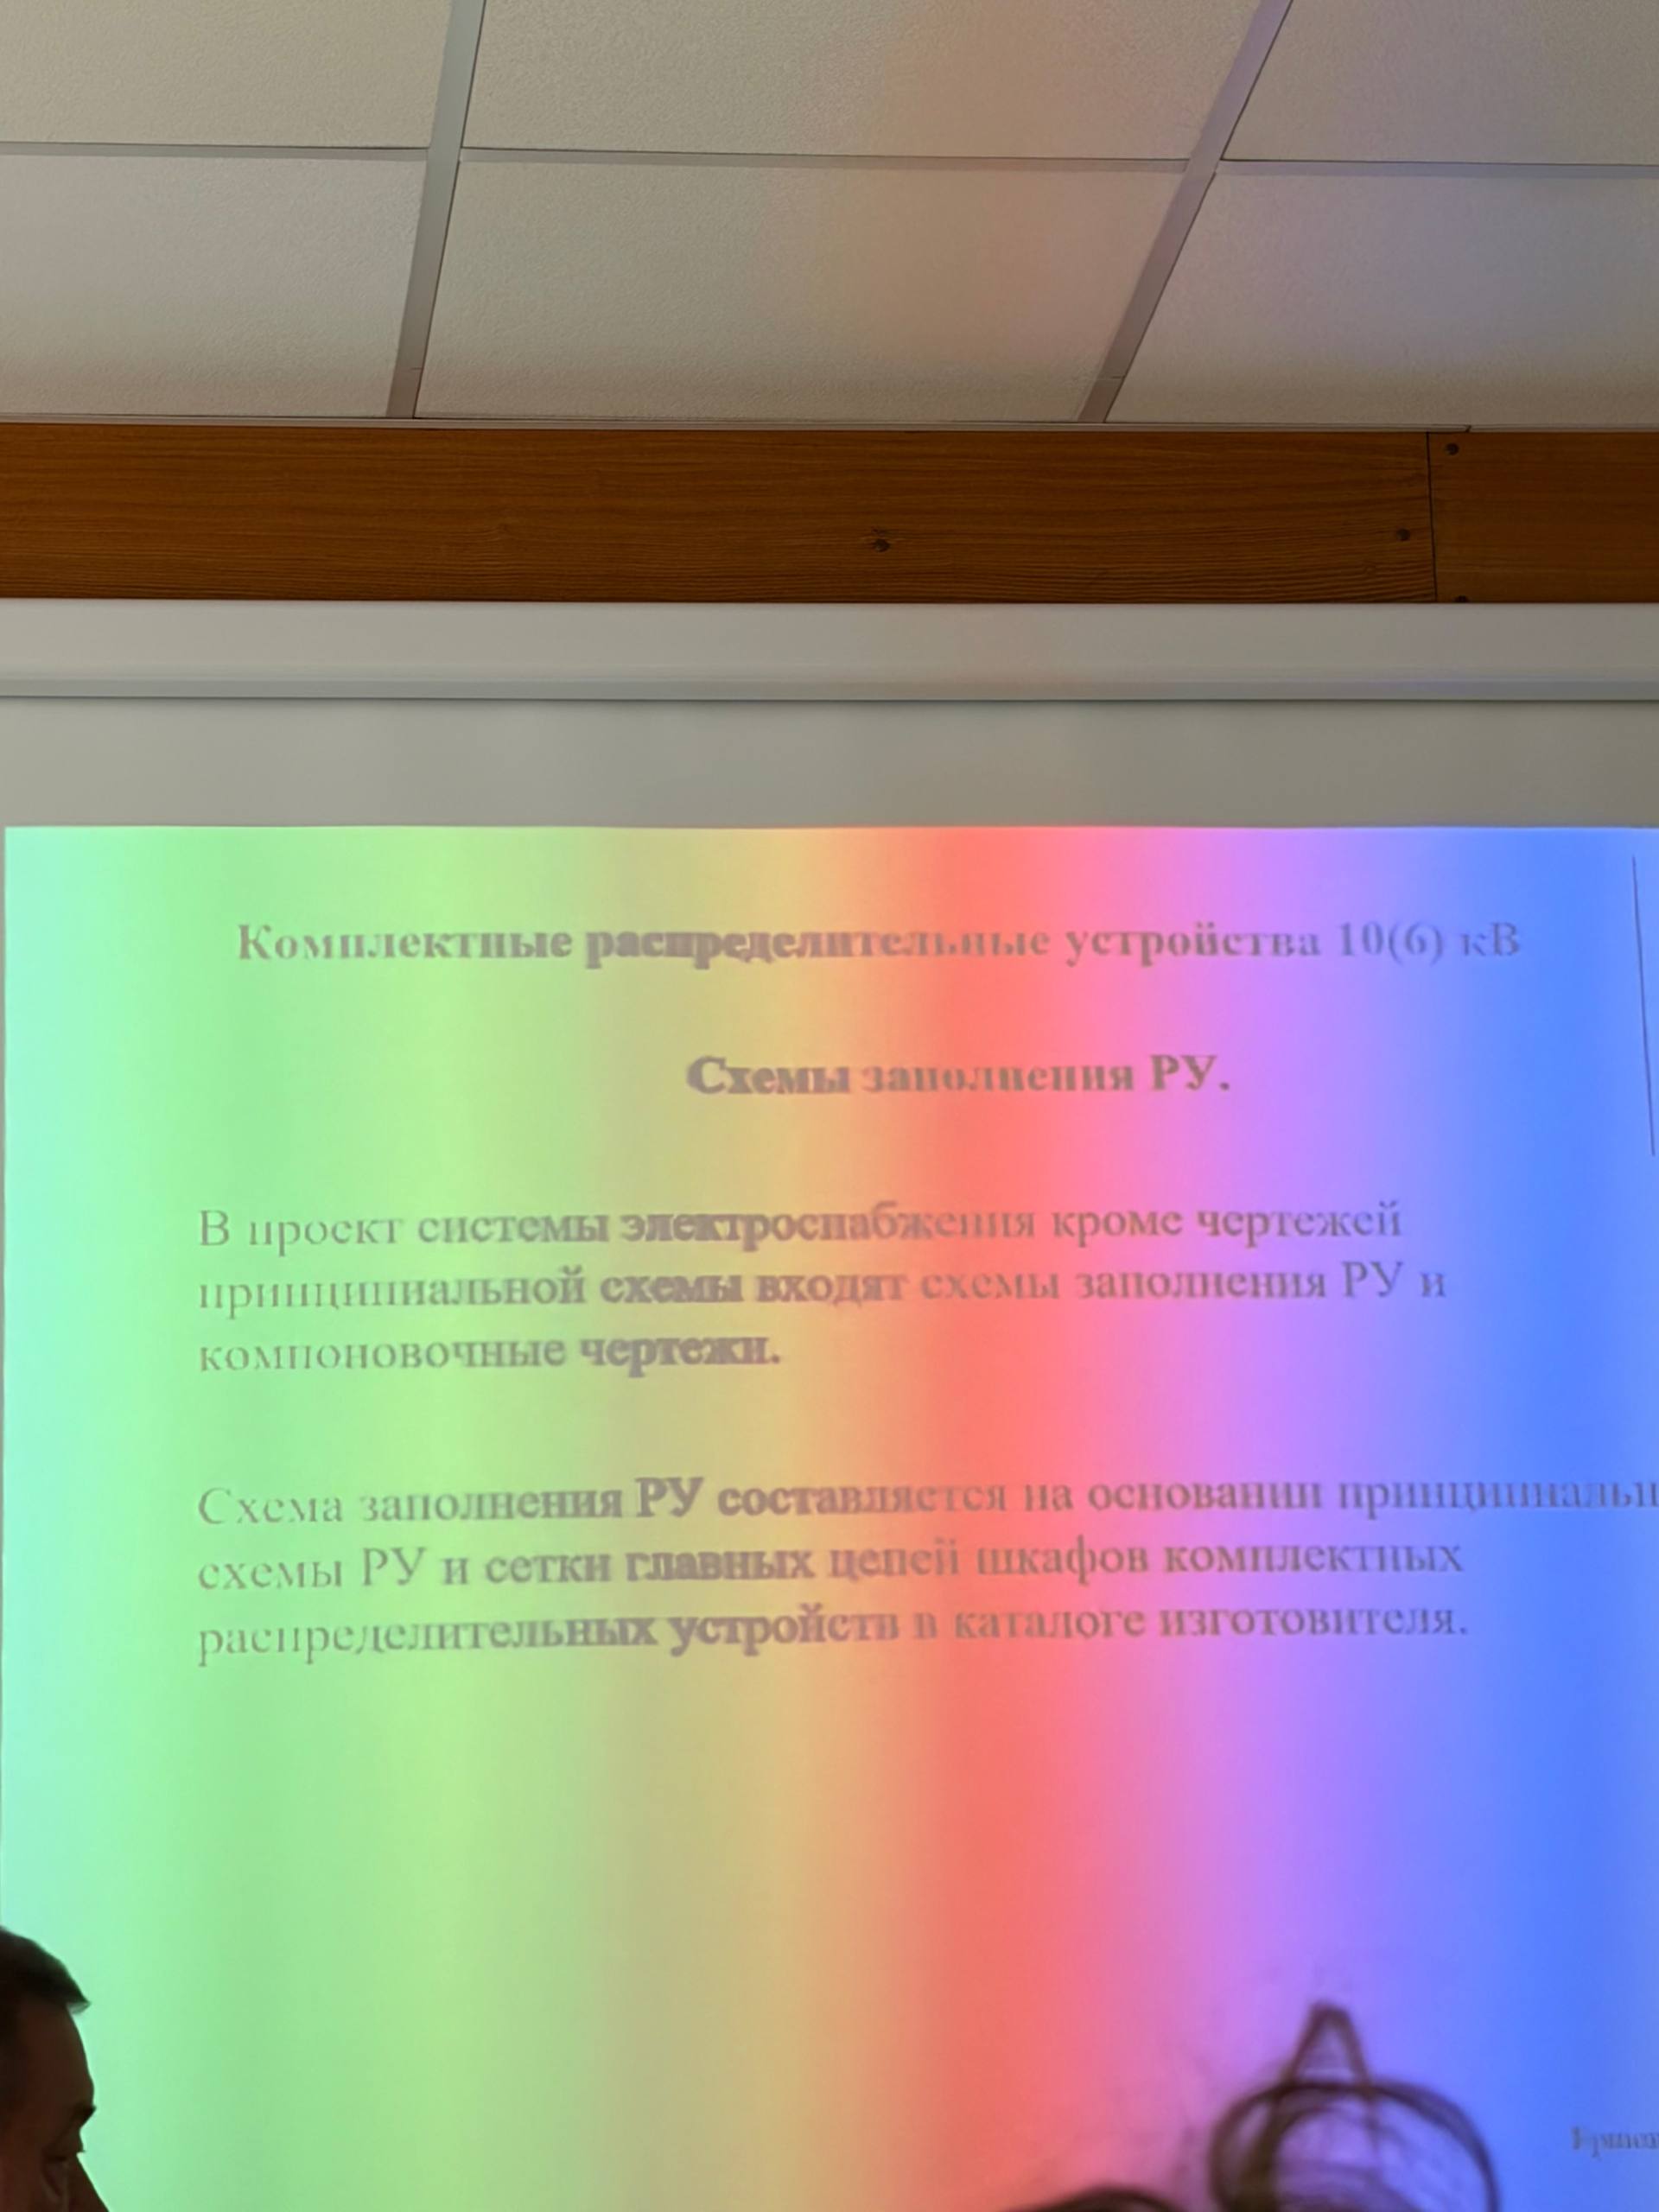 Комплектные распределительные устройства 10(6) кВ
Схемы заполнения РУ.
В проект системы электроснабжения кроме чертежей
принципиальной схемы входят схемы заполнения РУ и
компоновочные чертежи.
Схема заполнения РУ составляется на основании
схемы РУ и сетки главных цепей шкафов комплектных
распределительных устройств в каталоге изготовителя.